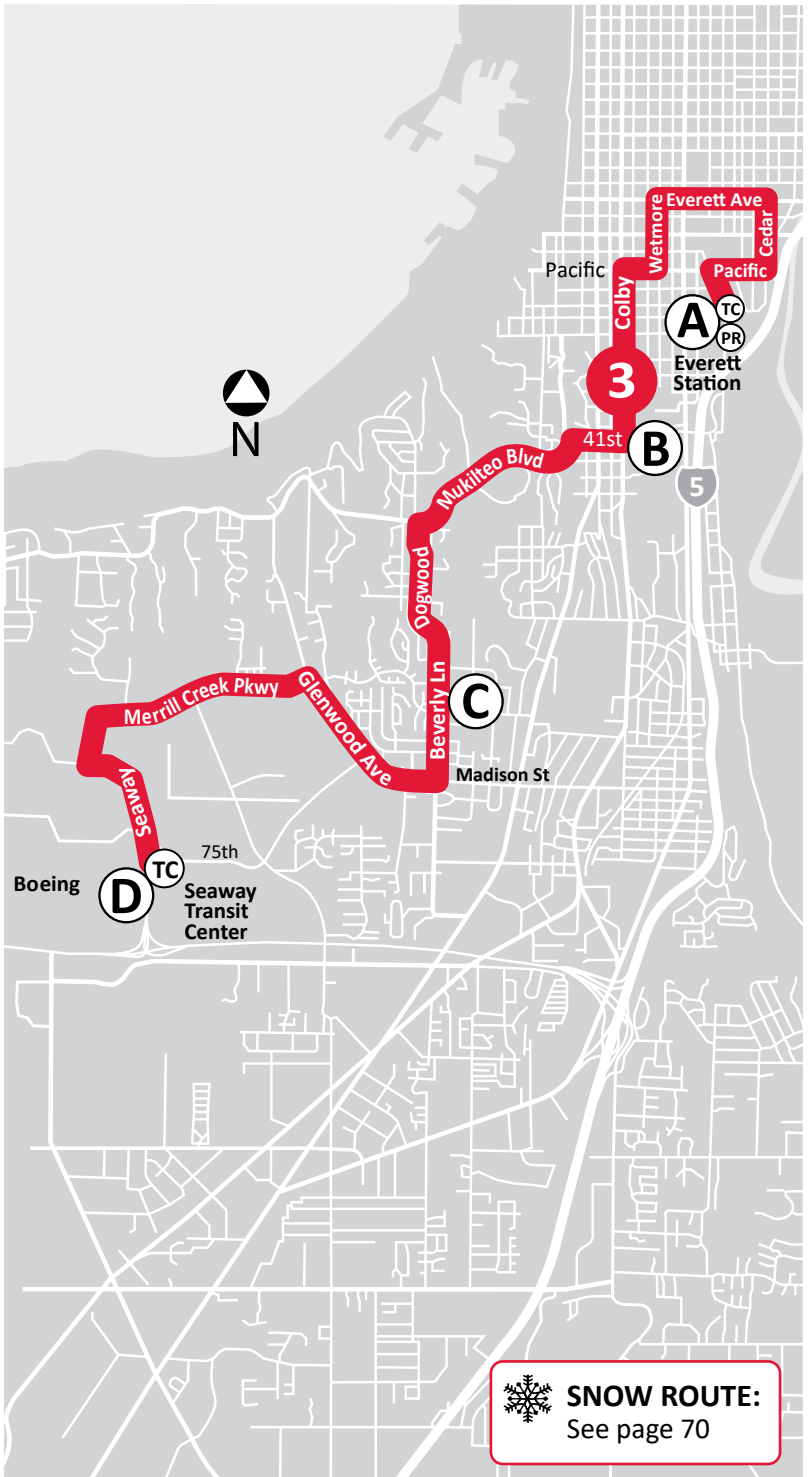 Everett Ave
Wetmore
Cedar
Pacific
Pacific
Colby
A
TC
PR
Everett
Station
3
N
41st
B
Mukilteo Blvd
5
Dogwood
Beverly Ln
C
Glenwood Ave
Merrill Creek Pkwy
Madison St
Seaway
75th
TC
Boeing
D
Seaway
Transit
Center
SNOW ROUTE:
See page 70